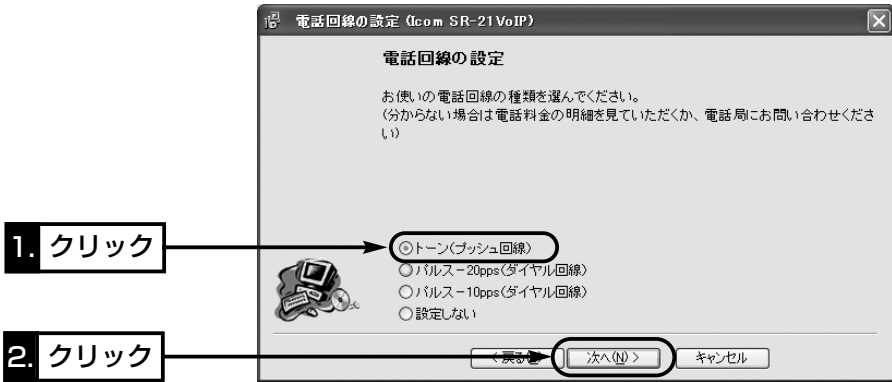 電話回線の設定 (Icom SR-21VoIP)
電話回線の設定
お使いの電話回線の種類を選んでください。
(分からない場合は電話料金の明細を見ていただくか、電話局にお問い合わせくださ
い)
1. クリック
トーン(プッシュ回線)
パルス-20pps(ダイヤル回線)
パルス-10pps(ダイヤル回線)
設定しない
2. クリック
< 戻る 次へ(N) > キャンセル